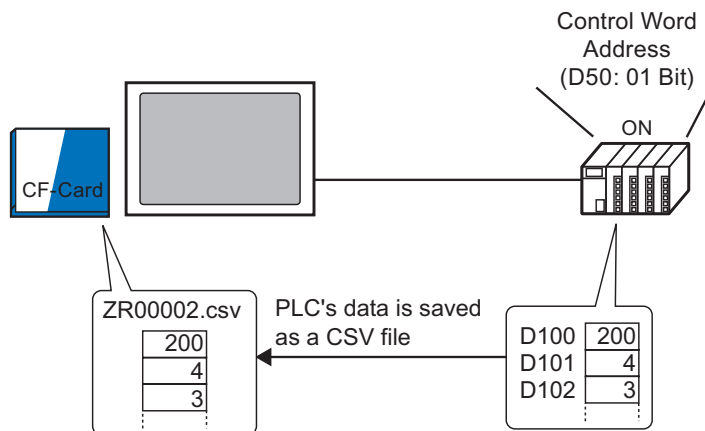 Control Word
Address
(D50: 01 Bit)
ON
CF-Card
ZR00002.csv
200
4
3
PLC's data is saved
as a CSV file
D100 200
D101 4
D102 3